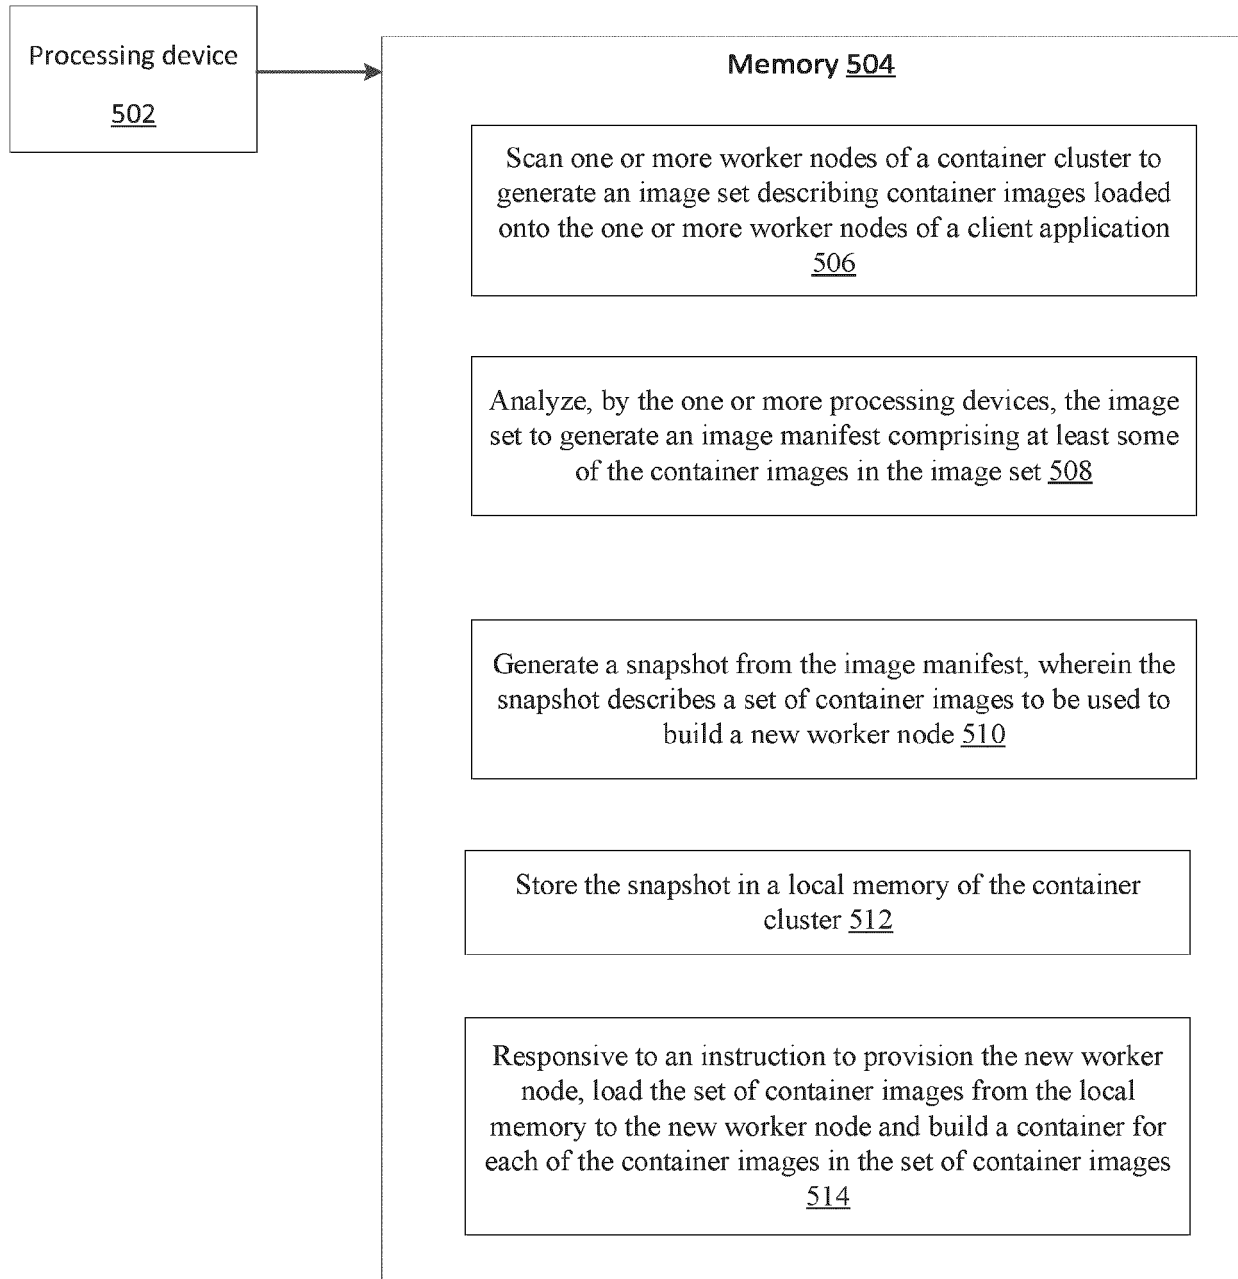 Processing device
502
Memory 504
Scan one or more worker nodes of a container cluster to
generate an image set describing container images loaded
onto the one or more worker nodes of a client application
506
Analyze, by the one or more processing devices, the image
set to generate an image manifest comprising at least some
of the container images in the image set 508
Generate a snapshot from the image manifest, wherein the
snapshot describes a set of container images to be used to
build a new worker node 510
Store the snapshot in a local memory of the container
cluster 512
Responsive to an instruction to provision the new worker
node, load the set of container images from the local
memory to the new worker node and build a container for
each of the container images in the set of container images
514